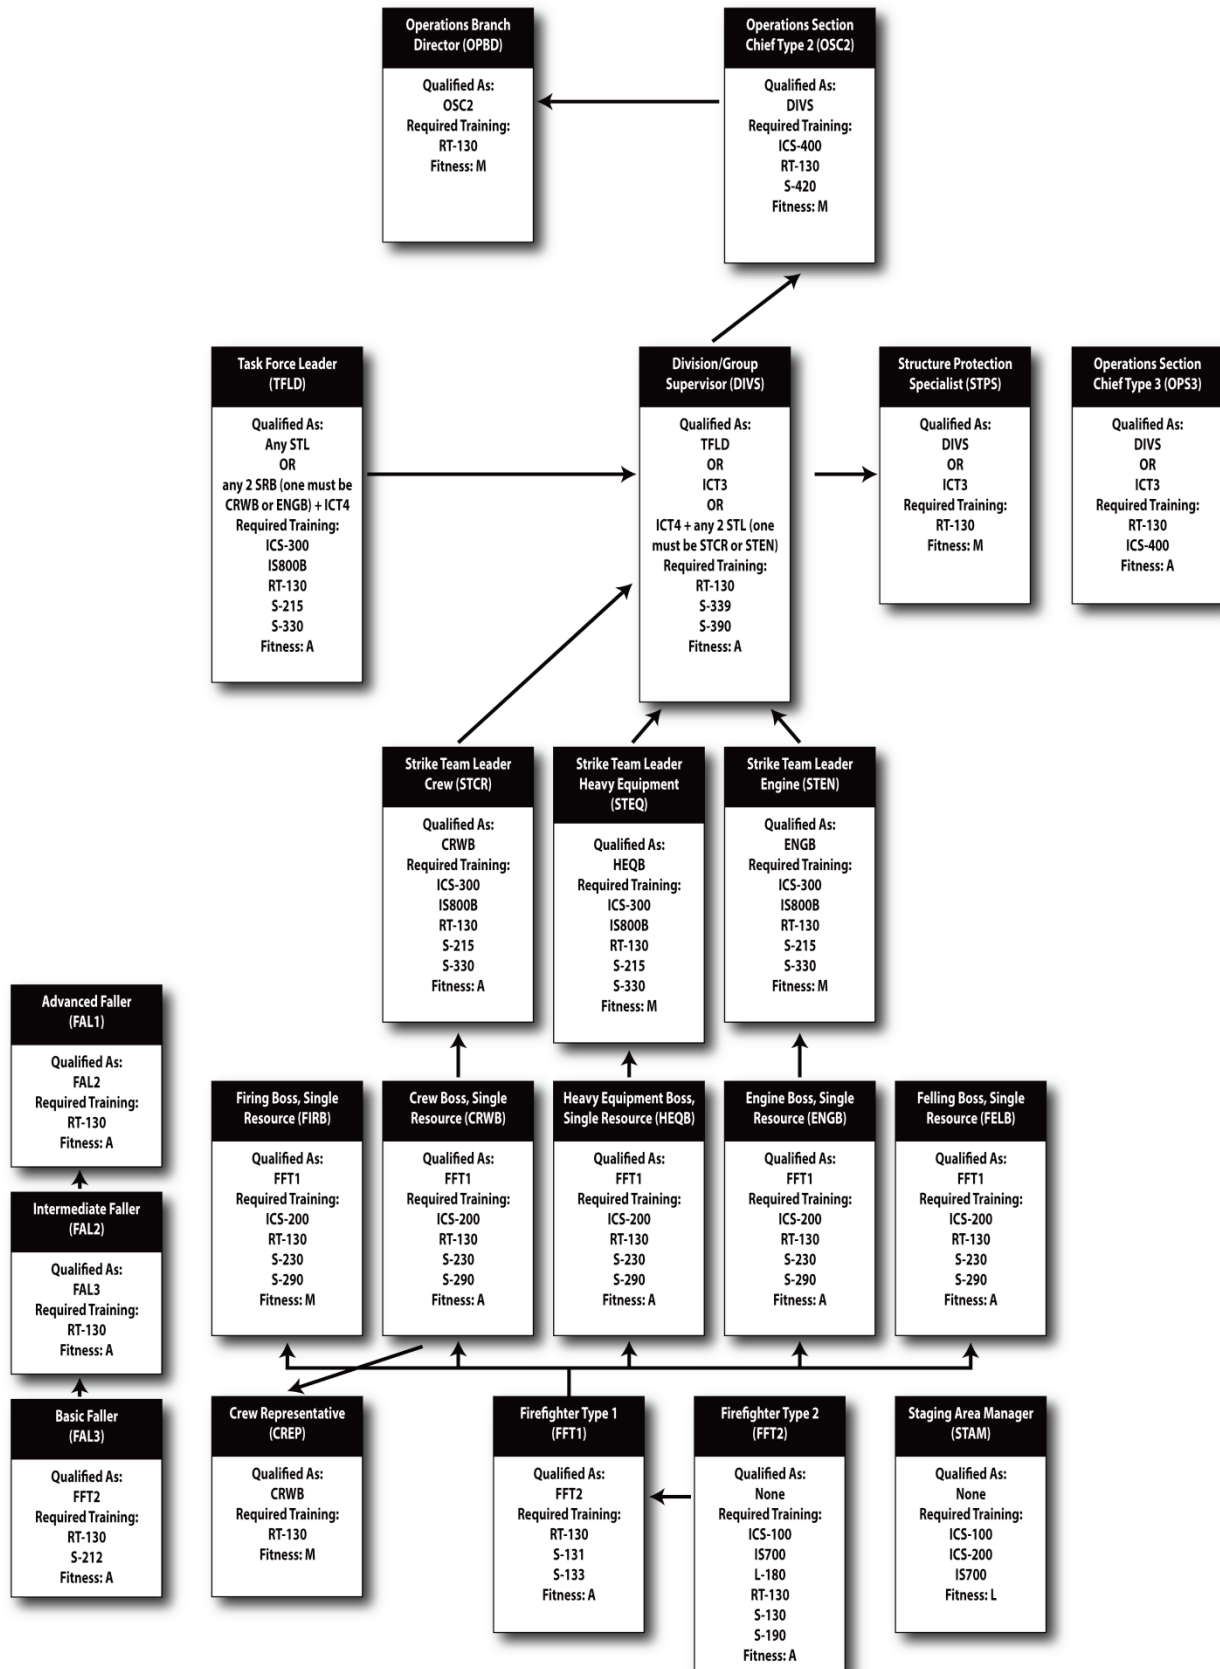 Operations Branch
Director (OPBD)
Qualified As:
OSC2
Required Training:
RT-130
Fitness: M
Operations Section
Chief Type 2 (OSC2)
Qualified As:
DIVS
Required Training:
ICS-400
RT-130
S-420
Fitness: M
Task Force Leader
(TFLD)
Qualified As:
Any STL
OR
any 2 SRB (one must be
CRWB or ENGB) + ICT4
Required Training:
ICS-300
IS800B
RT-130
S-215
S-330
Fitness: A
Division/Group
Supervisor (DIVS)
Qualified As:
TFLD
OR
ICT3
OR
ICT4 + any 2 STL (one
must be STCR or STEN)
Required Training:
RT-130
S-339
S-390
Fitness: A
Structure Protection
Specialist (STPS)
Qualified As:
DIVS
OR
ICT3
Required Training:
RT-130
Fitness: M
Operations Section
Chief Type 3 (OPS3)
Qualified As:
DIVS
OR
ICT3
Required Training:
RT-130
ICS-400
Fitness: A
Strike Team Leader
Crew (STCR)
Qualified As:
CRWB
Required Training:
ICS-300
IS800B
RT-130
S-215
S-330
Fitness: A
Strike Team Leader
Heavy Equipment
(STEQ)
Qualified As:
HEQB
Required Training:
ICS-300
IS800B
RT-130
S-215
S-330
Fitness: M
Strike Team Leader
Engine (STEN)
Qualified As:
ENGB
Required Training:
ICS-300
IS800B
RT-130
S-215
S-330
Fitness: M
Advanced Faller
(FAL1)
Qualified As:
FAL2
Required Training:
RT-130
Fitness: A
Firing Boss, Single
Resource (FIRB)
Qualified As:
FFT1
Required Training:
ICS-200
RT-130
S-230
S-290
Fitness: M
Crew Boss, Single
Resource (CRWB)
Qualified As:
FFT1
Required Training:
ICS-200
RT-130
S-230
S-290
Fitness: A
Heavy Equipment Boss,
Single Resource (HEQB)
Qualified As:
FFT1
Required Training:
ICS-200
RT-130
S-230
S-290
Fitness: A
Engine Boss, Single
Resource (ENGB)
Qualified As:
FFT1
Required Training:
ICS-200
RT-130
S-230
S-290
Fitness: A
Felling Boss, Single
Resource (FELB)
Qualified As:
FFT1
Required Training:
ICS-200
RT-130
S-230
S-290
Fitness: A
Intermediate Faller
(FAL2)
Qualified As:
FAL3
Required Training:
RT-130
Fitness: A
Basic Faller
(FAL3)
Qualified As:
FFT2
Required Training:
RT-130
S-212
Fitness: A
Crew Representative
(CREP)
Qualified As:
CRWB
Required Training:
RT-130
Fitness: M
Firefighter Type 1
(FFT1)
Qualified As:
FFT2
Required Training:
RT-130
S-131
S-133
Fitness: A
Firefighter Type 2
(FFT2)
Qualified As:
None
Required Training:
ICS-100
IS700
L-180
RT-130
S-130
S-190
Fitness: A
Staging Area Manager
(STAM)
Qualified As:
None
Required Training:
ICS-100
ICS-200
IS700
Fitness: L